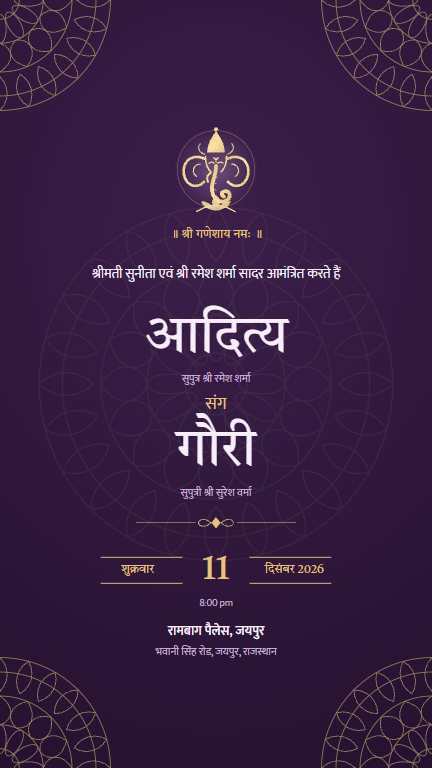 ॥ श्री गणेशाय नमः ॥
श्रीमती सुनीता एवं श्री रमेश शर्मा सादर आमंत्रित करते हैं
आदित्य
सुपुत्र श्री रमेश शर्मा
संग
गौरी
सुपुत्री श्री सुरेश वर्मा
शुक्रवार 11 दिसंबर 2026
8:00 pm
रामबाग पैलेस, जयपुर
भवानी सिंह रोड, जयपुर, राजस्थान